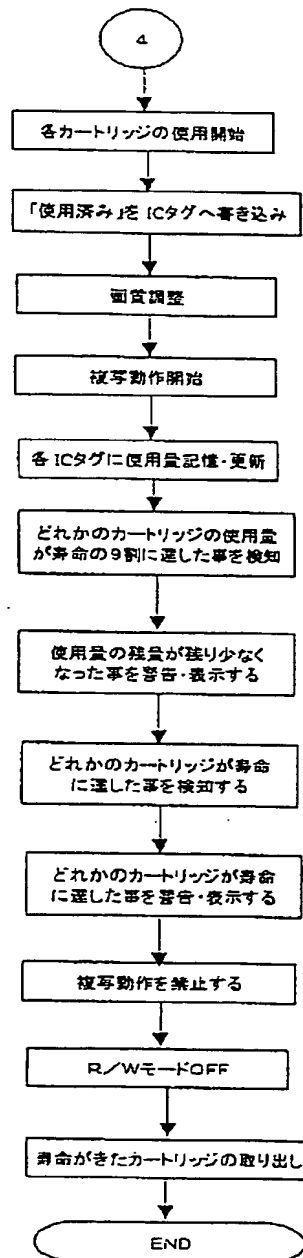 4
各カートリッジの使用開始
「使用済み」をICタグへ書き込み
画質調整
複写動作開始
各ICタグに使用量記憶・更新
どれかのカートリッジの使用量
が寿命の9割に達した事を検知
使用量の残量が残り少なく
なった事を警告・表示する
どれかのカートリッジが寿命
に達した事を検知する
どれかのカートリッジが寿命
に達した事を警告・表示する
複写動作を禁止する
R/WモードOFF
寿命がきたカートリッジの取り出し
END